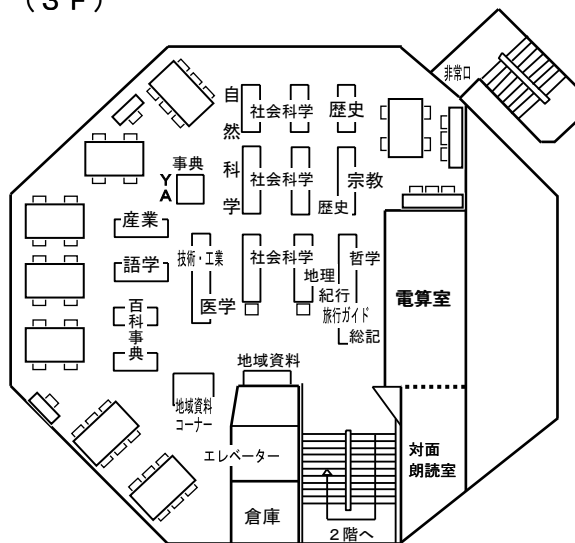 （３Ｆ）
非常口
自然科学
社会科学
歴史
事典
ＹＡ
社会科学
宗教
歴史
産業
語学
技術・工業
医学
社会科学
地理
紀行
旅行ガイド
哲学
総記
電算室
百科事典
地域資料
地域資料
コーナー
エレベーター
対面
朗読室
倉庫
２階へ